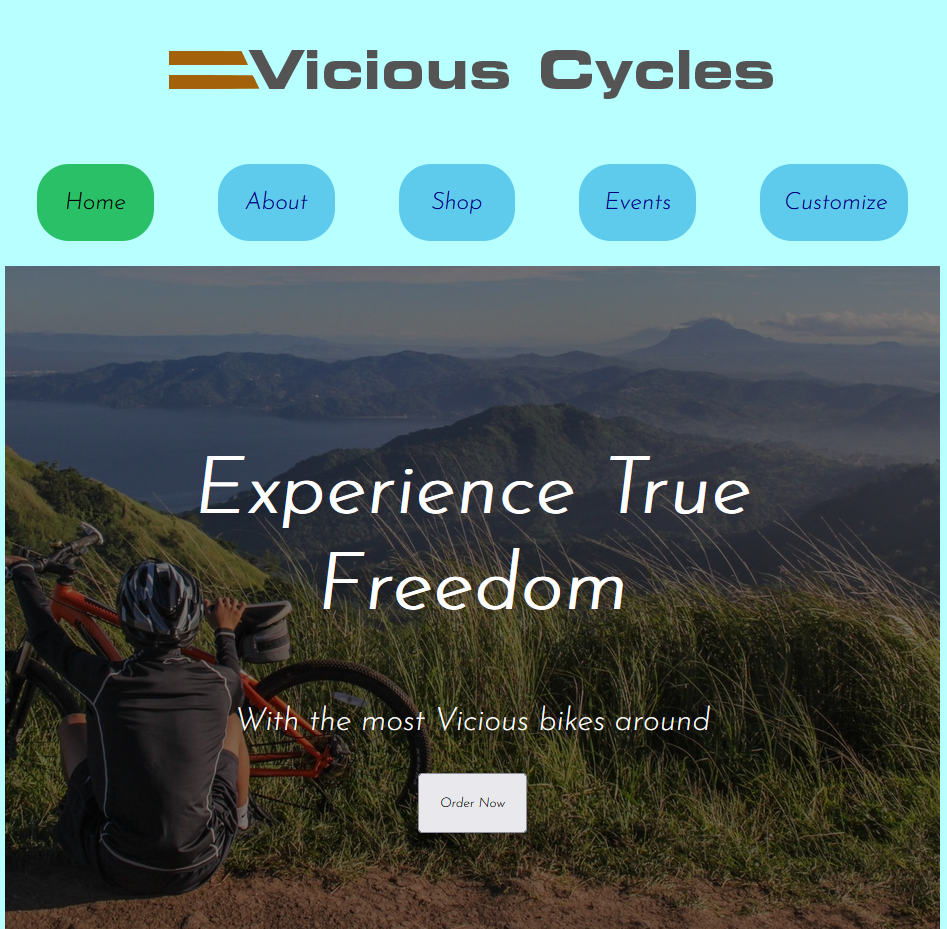 Vicious Cycles
Home About Shop Events Customize
Experience True
Freedom
With the most Vicious bikes around
Order Now